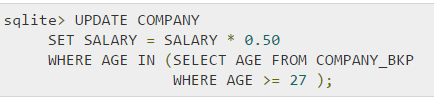 sqlite> UPDATE COMPANY
SET SALARY = SALARY * 0.50
WHERE AGE IN (SELECT AGE FROM COMPANY_BKP
WHERE AGE >= 27 );